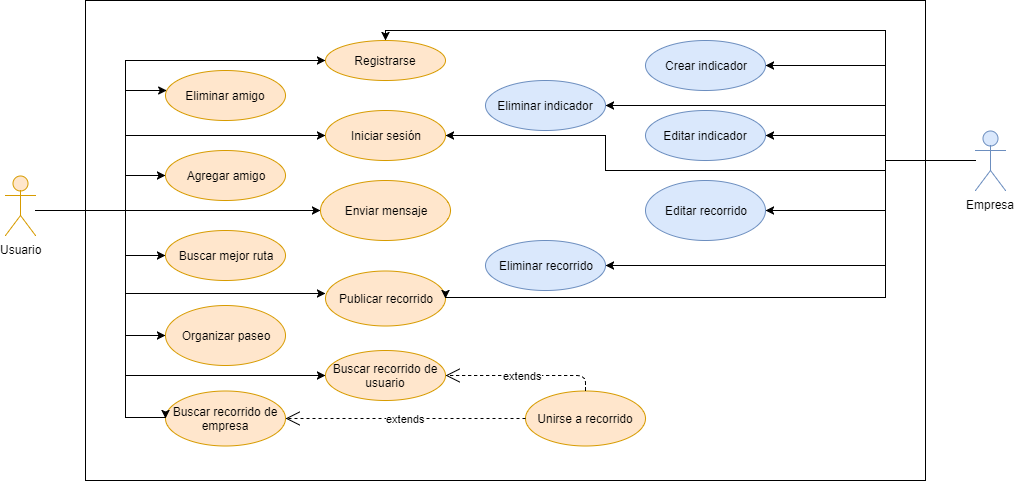 Registrarse
Crear indicador
Eliminar amigo
Eliminar indicador
Iniciar sesión
Editar indicador
Agregar amigo
Empresa
Enviar mensaje
Editar recorrido
Usuario
Buscar mejor ruta
Eliminar recorrido
Publicar recorrido
Organizar paseo
Buscar recorrido de
usuario
extends
Buscar recorrido de
empresa
extends
Unirse a recorrido